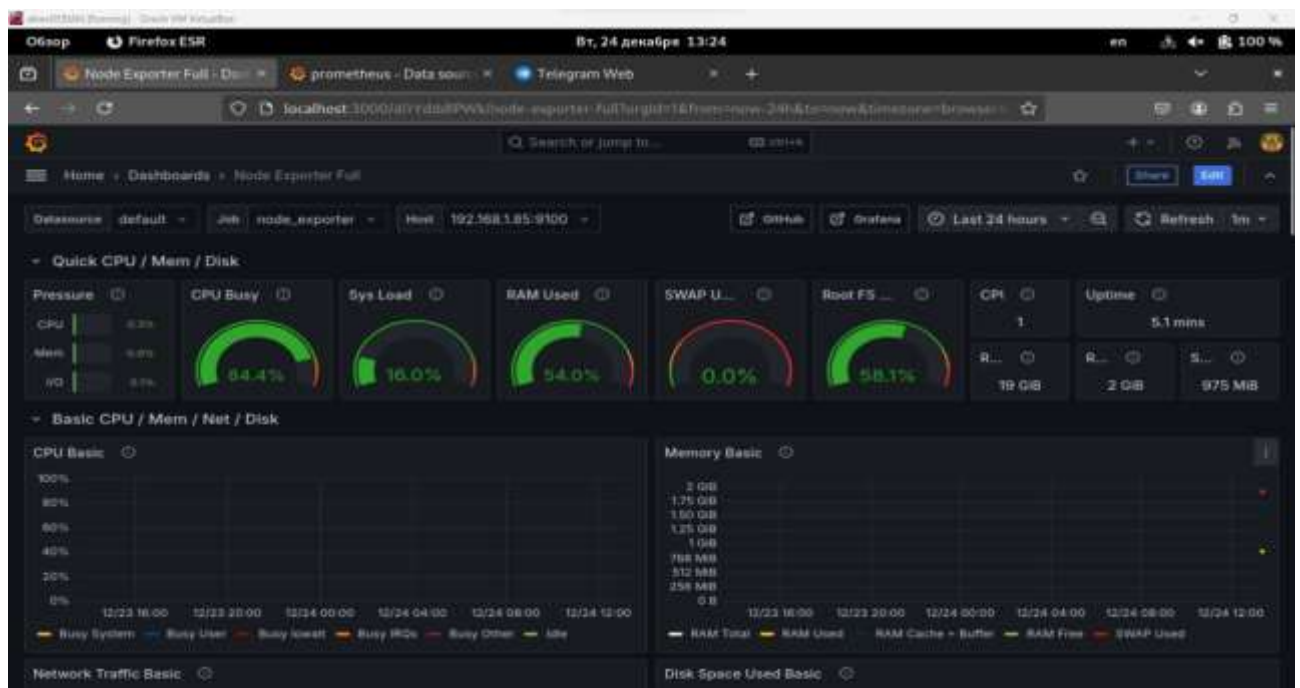 Обзор Firefox ESR Вт, 24 декабря 13:24 en 100 %
Node Exporter Full - Das prometheus - Data sour Telegram Web
localhost:3000/d/
Search or jump to...
Home Dashboards Node Exporter Full Share Edit
Datasource default Job node_exporter Host 192.168.1.85:9100 GitHub Grafana Last 24 hours Refresh 1m
Quick CPU / Mem / Disk
Pressure CPU Busy Sys Load RAM Used SWAP U... Root FS ... CPU Uptime
CPU 1 5.1 mins
Mem R... R... S...
I/O 84.4% 16.0% 54.0% 0.0% 58.1% 19 GiB 2 GiB 975 MiB
Basic CPU / Mem / Net / Disk
CPU Basic Memory Basic
100% 2 GiB
80% 1.75 GiB
1.50 GiB
60% 1.25 GiB
1 GiB
40% 768 MiB
20% 512 MiB
256 MiB
0% 0 B
12/23 16:00 12/23 20:00 12/24 00:00 12/24 04:00 12/24 08:00 12/24 12:00 12/23 16:00 12/23 20:00 12/24 00:00 12/24 04:00 12/24 08:00 12/24 12:00
Busy System Busy User Busy Iowait Busy IRQs Busy Other Idle RAM Total RAM Used RAM Cache + Buffer RAM Free SWAP Used
Network Traffic Basic Disk Space Used Basic